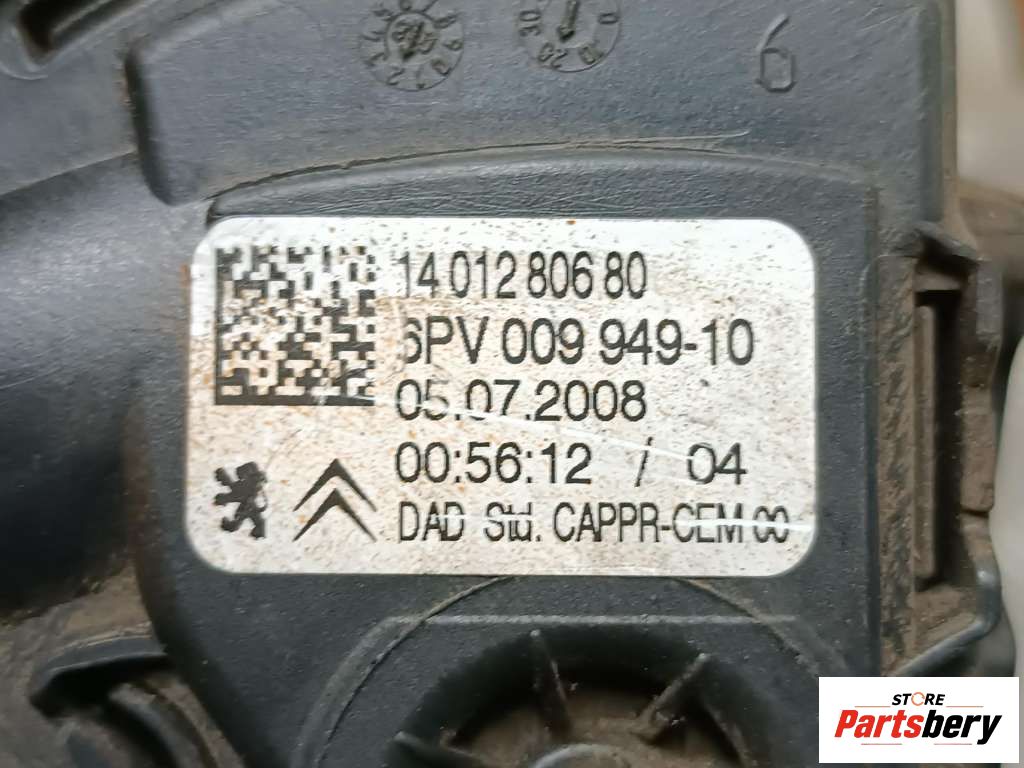 6
14 012 806 80
6PV 009 949-10
05.07.2008
00:56:12 / 04
DAD Std. CAPPR-CEM 00
STORE
Partsbery